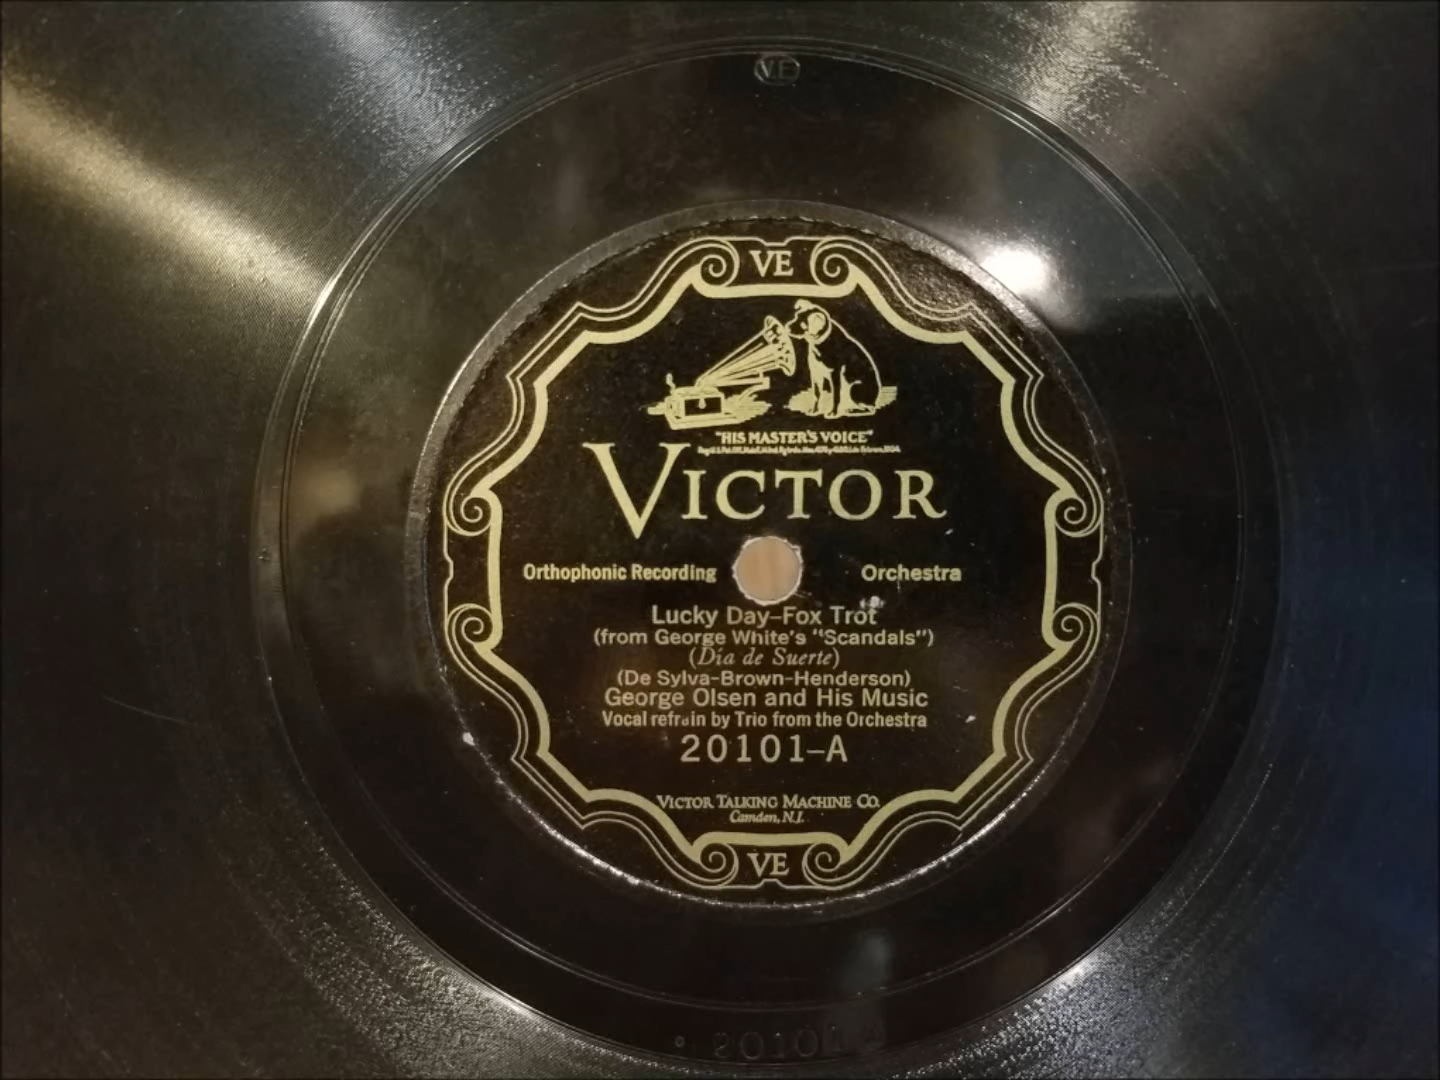 VE
VE
"HIS MASTER'S VOICE"
VICTOR
Orthophonic Recording Orchestra
Lucky Day–Fox Trot
(from George White's "Scandals")
(Día de Suerte)
(De Sylva-Brown-Henderson)
George Olsen and His Music
Vocal refrain by Trio from the Orchestra
20101–A
VICTOR TALKING MACHINE CO.
Camden, N.J.
VE